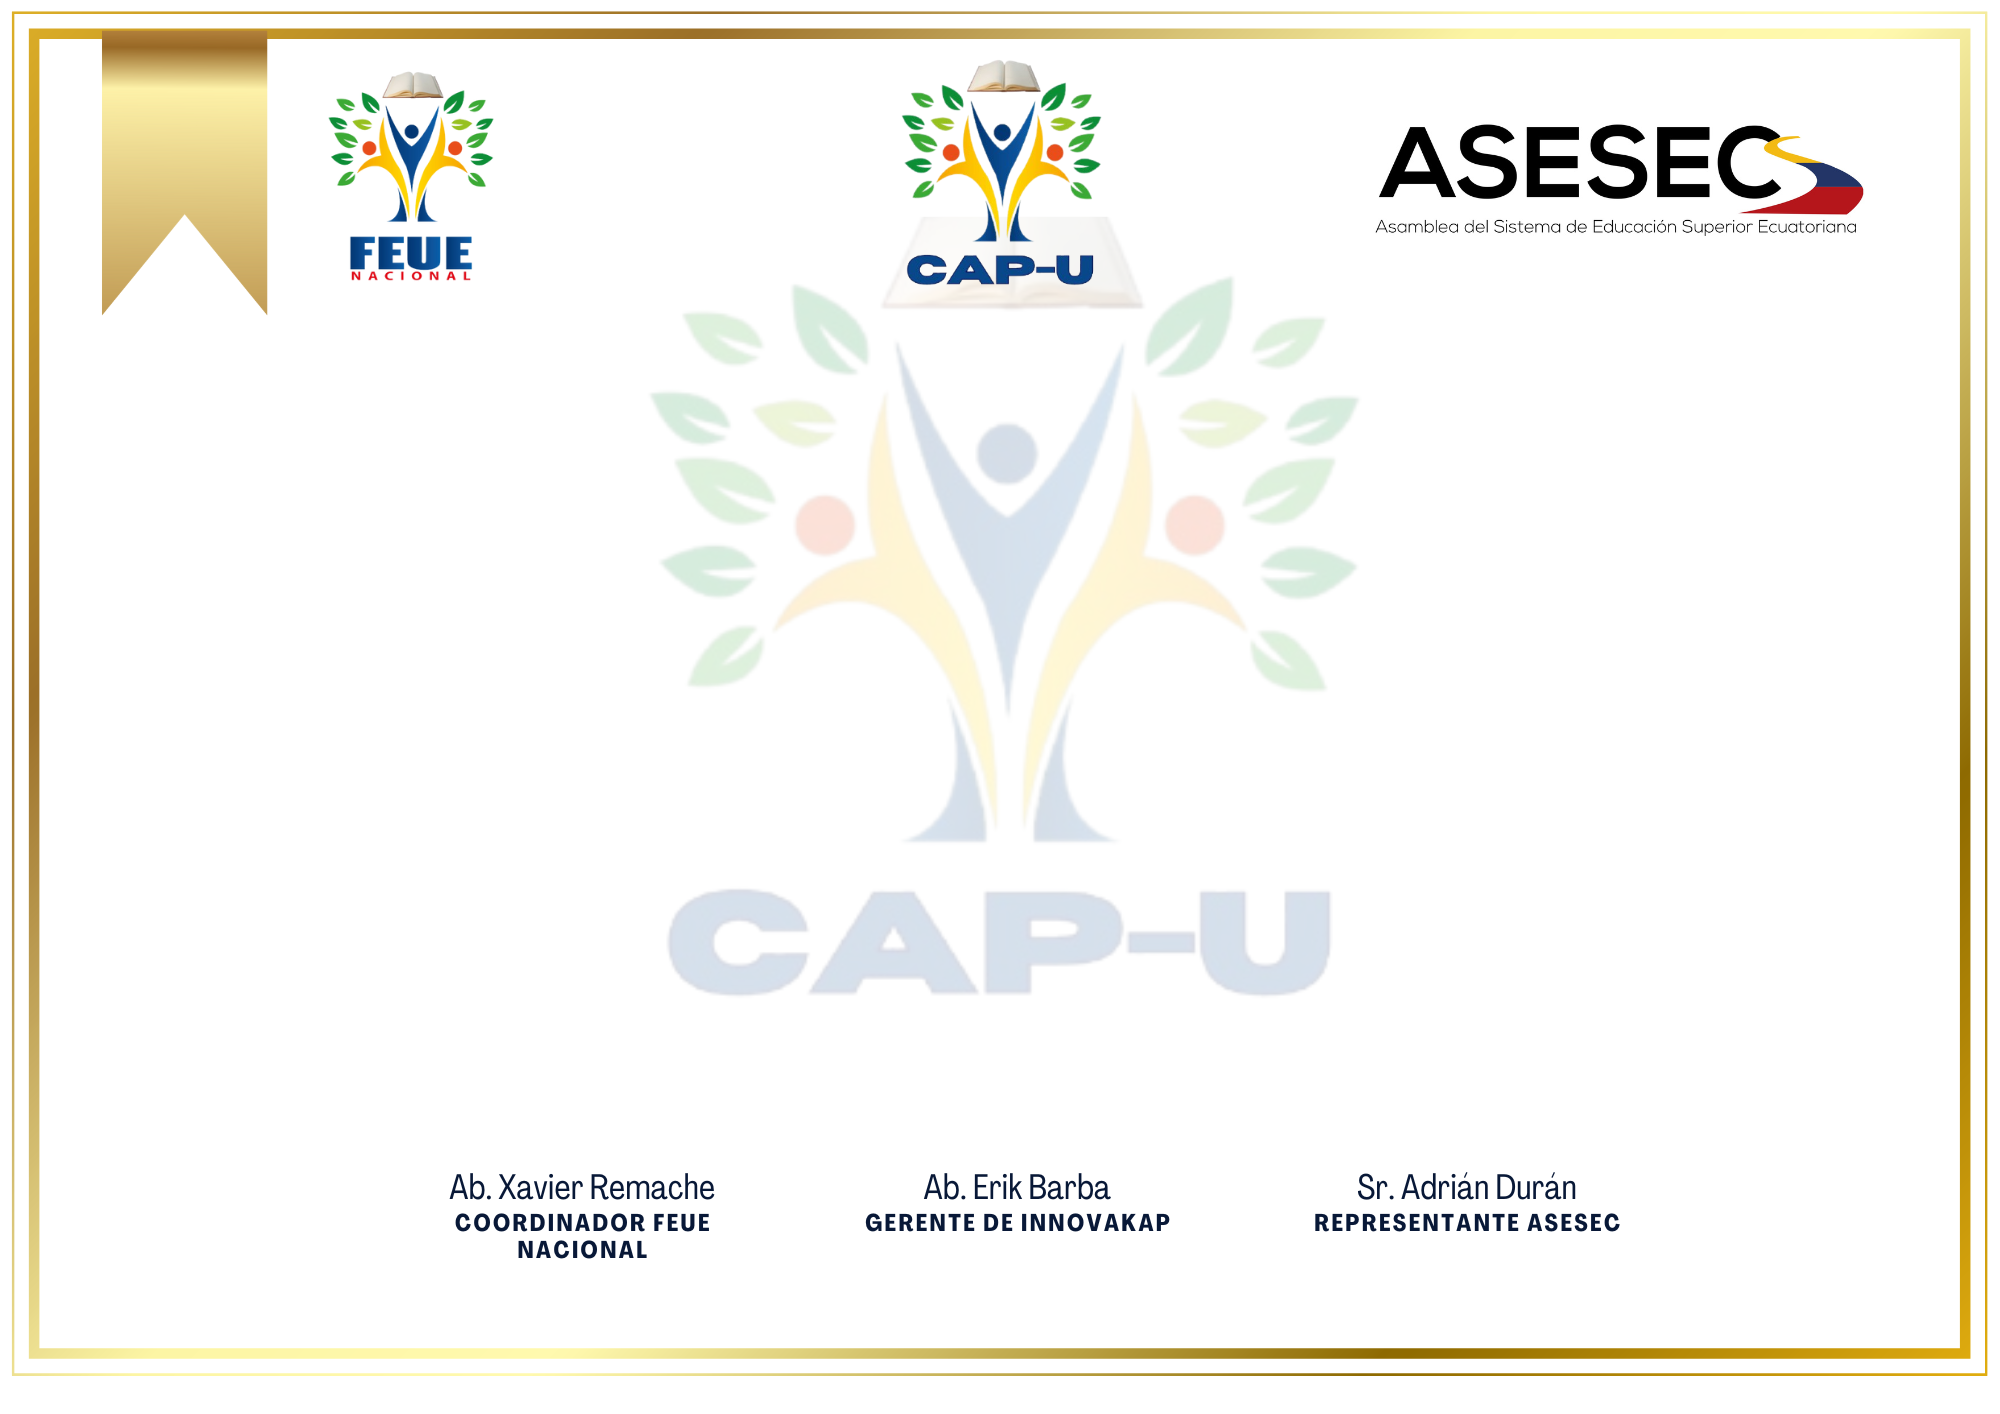 FEUE
NACIONAL
CAP-U
ASESEC
Asamblea del Sistema de Educación Superior Ecuatoriana
CAP-U
Ab. Xavier Remache
COORDINADOR FEUE
NACIONAL
Ab. Erik Barba
GERENTE DE INNOVAKAP
Sr. Adrián Durán
REPRESENTANTE ASESEC